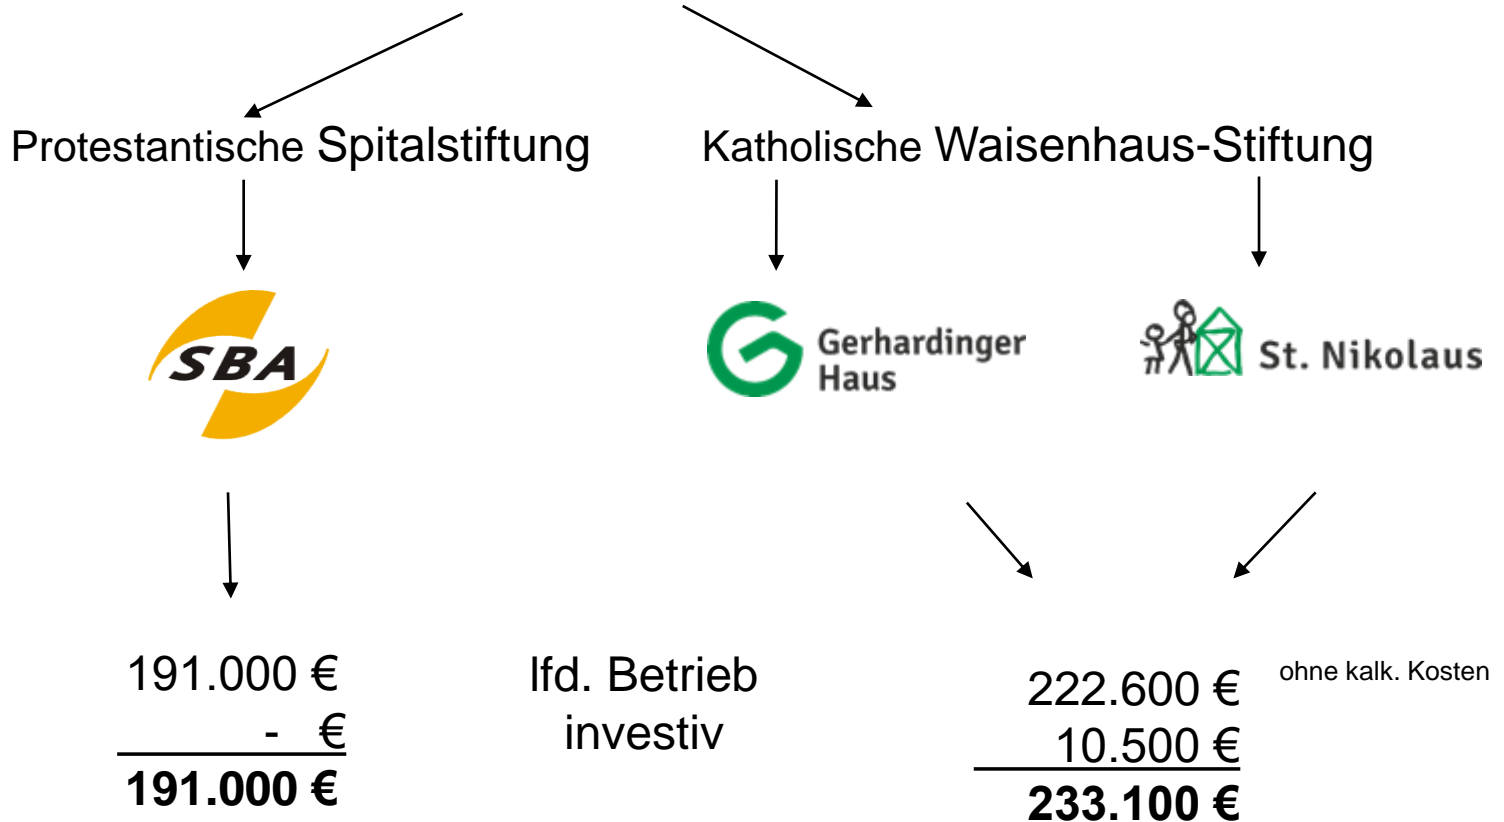 Protestantische Spitalstiftung
Katholische Waisenhaus-Stiftung
SBA
Gerhardinger
Haus
St. Nikolaus
191.000 €
- €
191.000 €
lfd. Betrieb
investiv
222.600 €
ohne kalk. Kosten
10.500 €
233.100 €